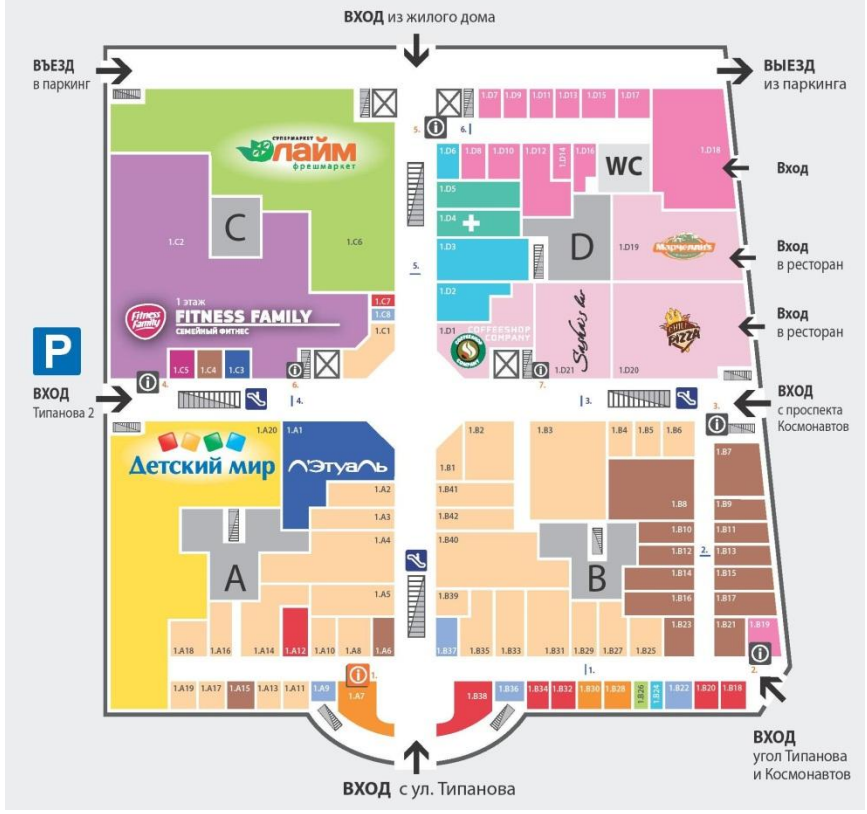 ВХОД из жилого дома
ВЪЕЗД
в паркинг
ВЫЕЗД
из паркинга
1.D7
1.D9
1.D11
1.D13
1.D15
1.D17
5.
6.
СУПЕРМАРКЕТ
лайм
фрешмаркет
1.D6
1.D8
1.D10
1.D12
1.D14
1.D16
WC
1.D18
Вход
1.D5
C
1.C2
1.C6
1.D4
D
1.D19
Марчелли's
Вход
в ресторан
1.D3
5.
1.D2
1 этаж
Fitness
Family
FITNESS FAMILY
СЕМЕЙНЫЙ ФИТНЕС
1.C7
1.C8
1.C1
1.D1
COFFEESHOP
COMPANY
COFFEESHOP
COMPANY
CHILI
PIZZA
Вход
в ресторан
P
1.C5
1.C4
1.C3
1.D21
1.D20
4.
6.
7.
ВХОД
Типанова 2
4.
3.
3.
ВХОД
с проспекта
Космонавтов
1.A20
1.A1
1.B2
1.B3
1.B4
1.B5
1.B6
Детский мир
Л'ЭТУАЛЬ
1.B7
1.B1
1.A2
1.B41
1.B8
1.B9
1.A3
1.B42
1.B10
1.B11
1.A4
1.B40
1.B12
2.
1.B13
A
B
1.B14
1.B15
1.A5
1.B39
1.B16
1.B17
1.A18
1.A16
1.A14
1.A12
1.A10
1.A8
1.A6
1.B37
1.B35
1.B33
1.B31
1.B29
1.B27
1.B25
1.B23
1.B21
1.B19
1.
1.
2.
1.A19
1.A17
1.A15
1.A13
1.A11
1.A9
1.A7
1.B38
1.B36
1.B34
1.B32
1.B30
1.B28
1.B26
1.B24
1.B22
1.B20
1.B18
ВХОД
угол Типанова
и Космонавтов
ВХОД с ул. Типанова